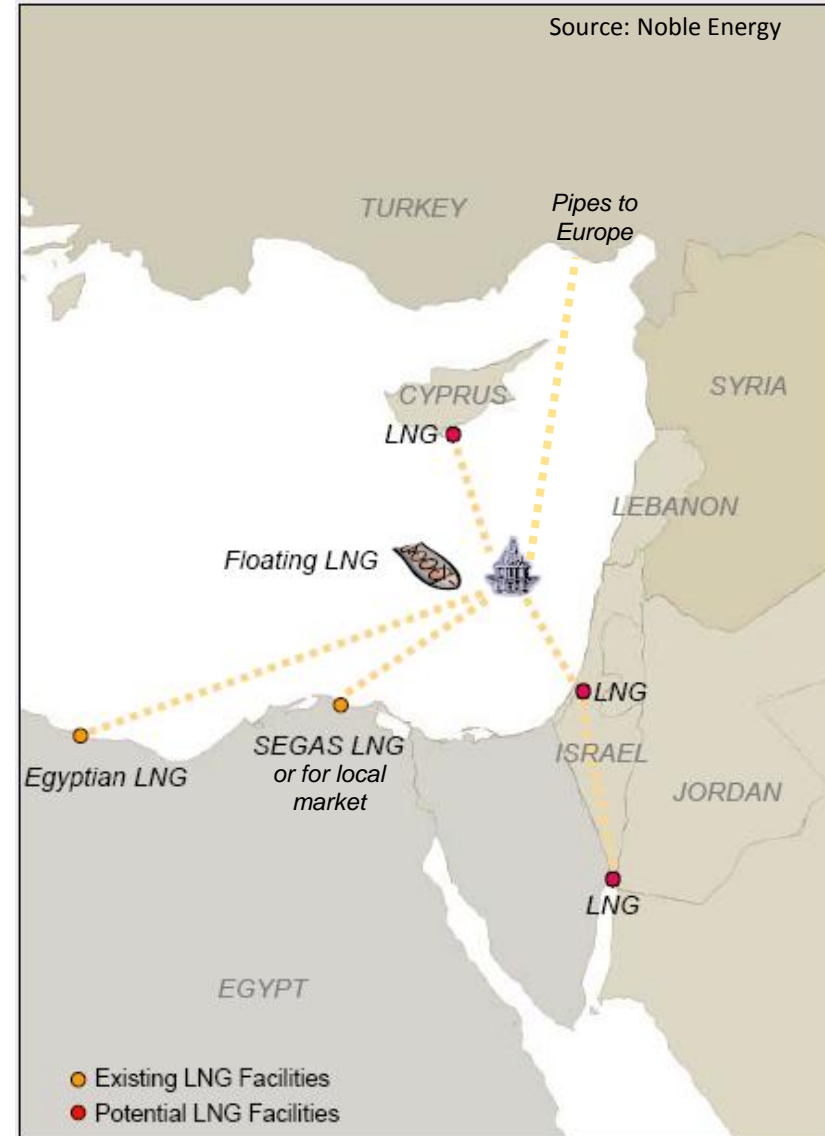 Source: Noble Energy
TURKEY
Pipes to
Europe
CYPRUS
SYRIA
LNG
LEBANON
Floating LNG
LNG
SEGAS LNG
or for local
market
ISRAEL
Egyptian LNG
JORDAN
LNG
EGYPT
Existing LNG Facilities
Potential LNG Facilities